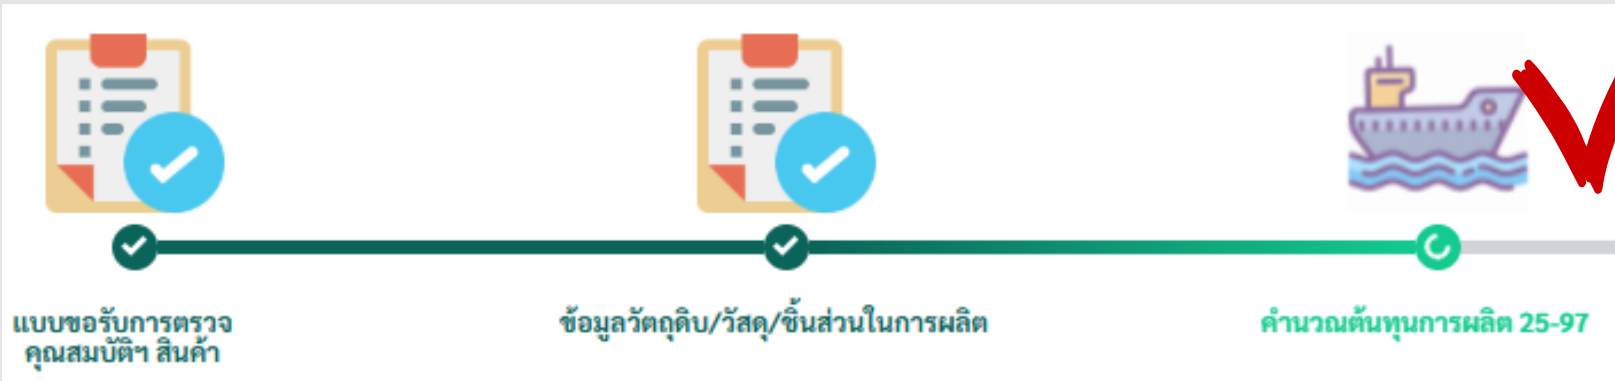 แบบขอรับการตรวจ
คุณสมบัติฯ สินค้า
ข้อมูลวัตถุดิบ/วัสดุ/ชิ้นส่วนในการผลิต
คำนวณต้นทุนการผลิต 25-97